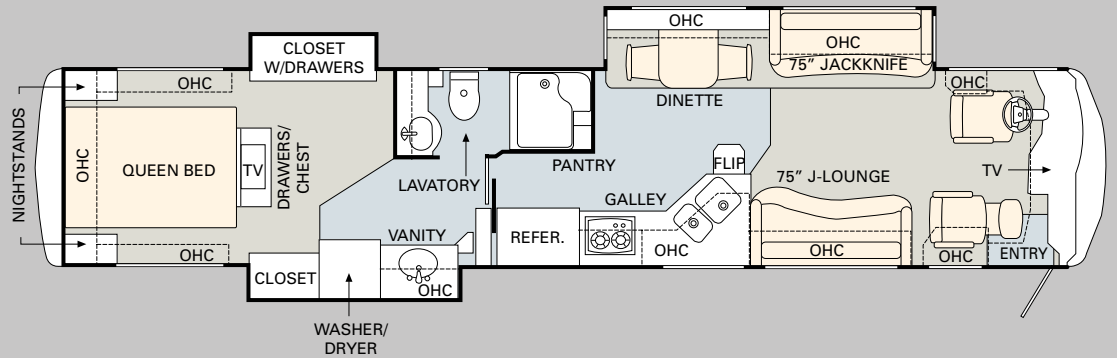 NIGHTSTANDS
OHC
QUEEN BED
OHC
OHC
TV
DRAWERS/
CHEST
CLOSET
W/DRAWERS
CLOSET
WASHER/
DRYER
VANITY
OHC
LAVATORY
PANTRY
REFER.
GALLEY
OHC
FLIP
OHC
DINETTE
OHC
75” JACKKNIFE
75” J-LOUNGE
OHC
OHC
TV
OHC
ENTRY